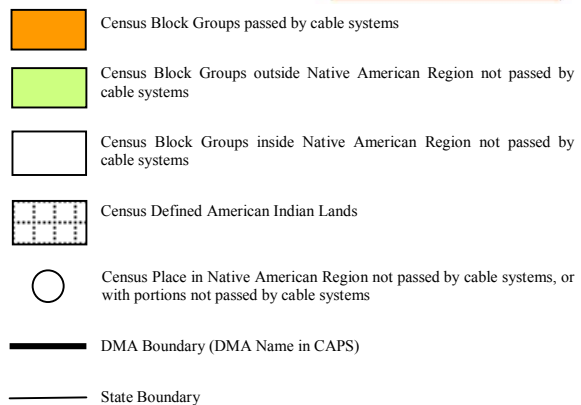 Census Block Groups passed by cable systems
Census Block Groups outside Native American Region not passed by
cable systems
Census Block Groups inside Native American Region not passed by
cable systems
Census Defined American Indian Lands
Census Place in Native American Region not passed by cable systems, or
with portions not passed by cable systems
DMA Boundary (DMA Name in CAPS)
State Boundary